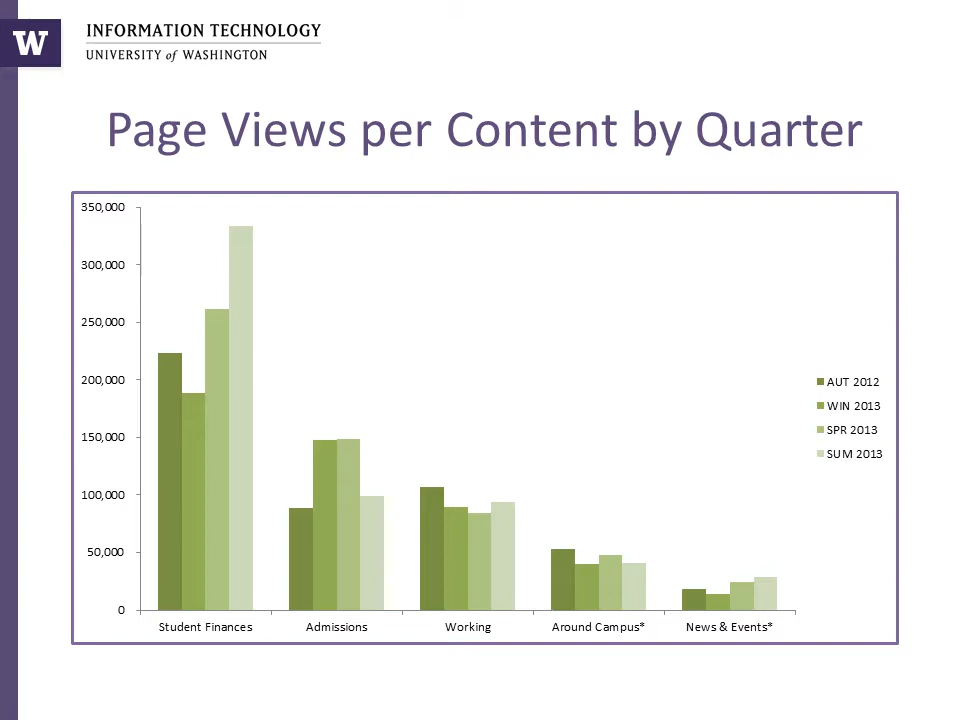 W
INFORMATION TECHNOLOGY
UNIVERSITY of WASHINGTON
Page Views per Content by Quarter
350,000
300,000
250,000
200,000
150,000
100,000
50,000
0
Student Finances
Admissions
Working
Around Campus*
News & Events*
AUT 2012
WIN 2013
SPR 2013
SUM 2013